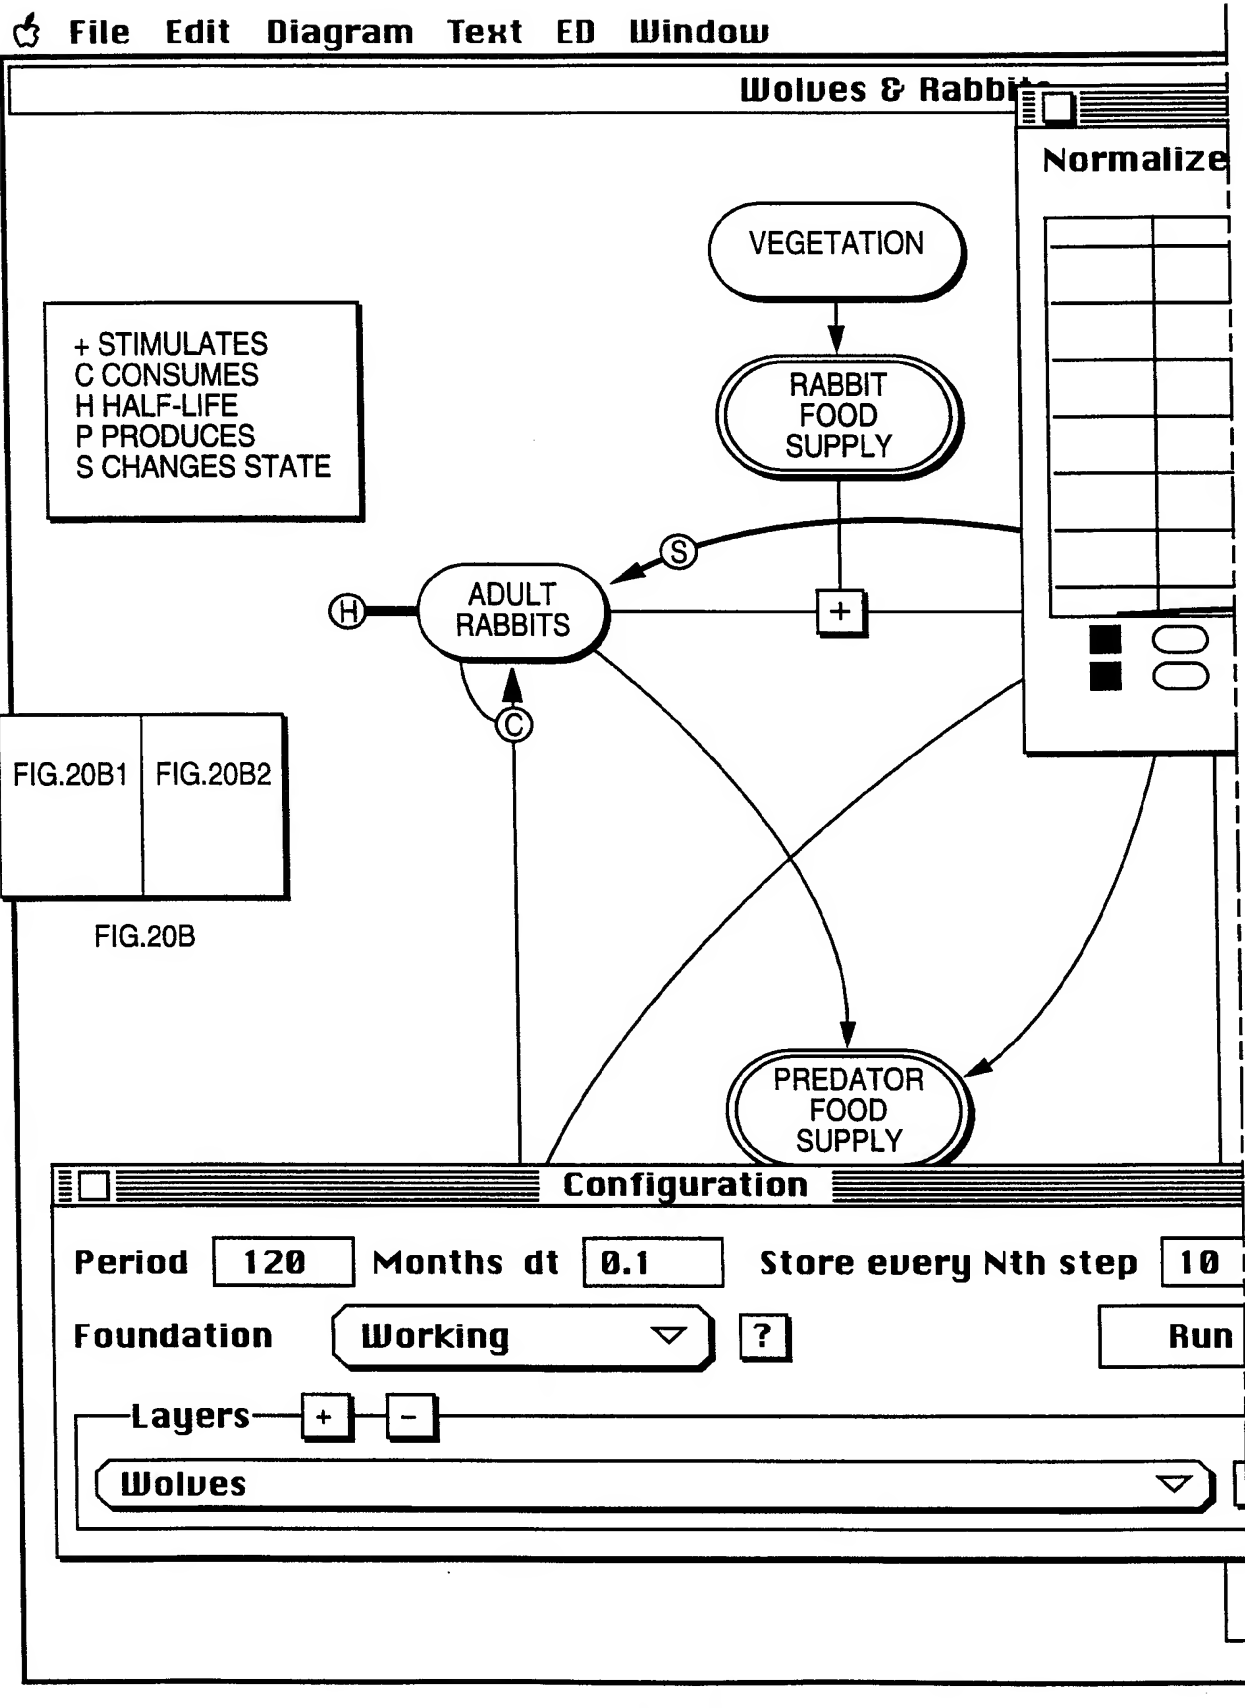 File Edit Diagram Text ED Window
Wolves & Rabbits
Normalize
VEGETATION
+ STIMULATES
C CONSUMES
H HALF-LIFE
P PRODUCES
S CHANGES STATE
RABBIT
FOOD
SUPPLY
S
H
ADULT
RABBITS
+
C
FIG.20B1 FIG.20B2
FIG.20B
PREDATOR
FOOD
SUPPLY
Configuration
Period 120 Months dt 0.1 Store every Nth step 10
Foundation Working ? Run
Layers + -
Wolves